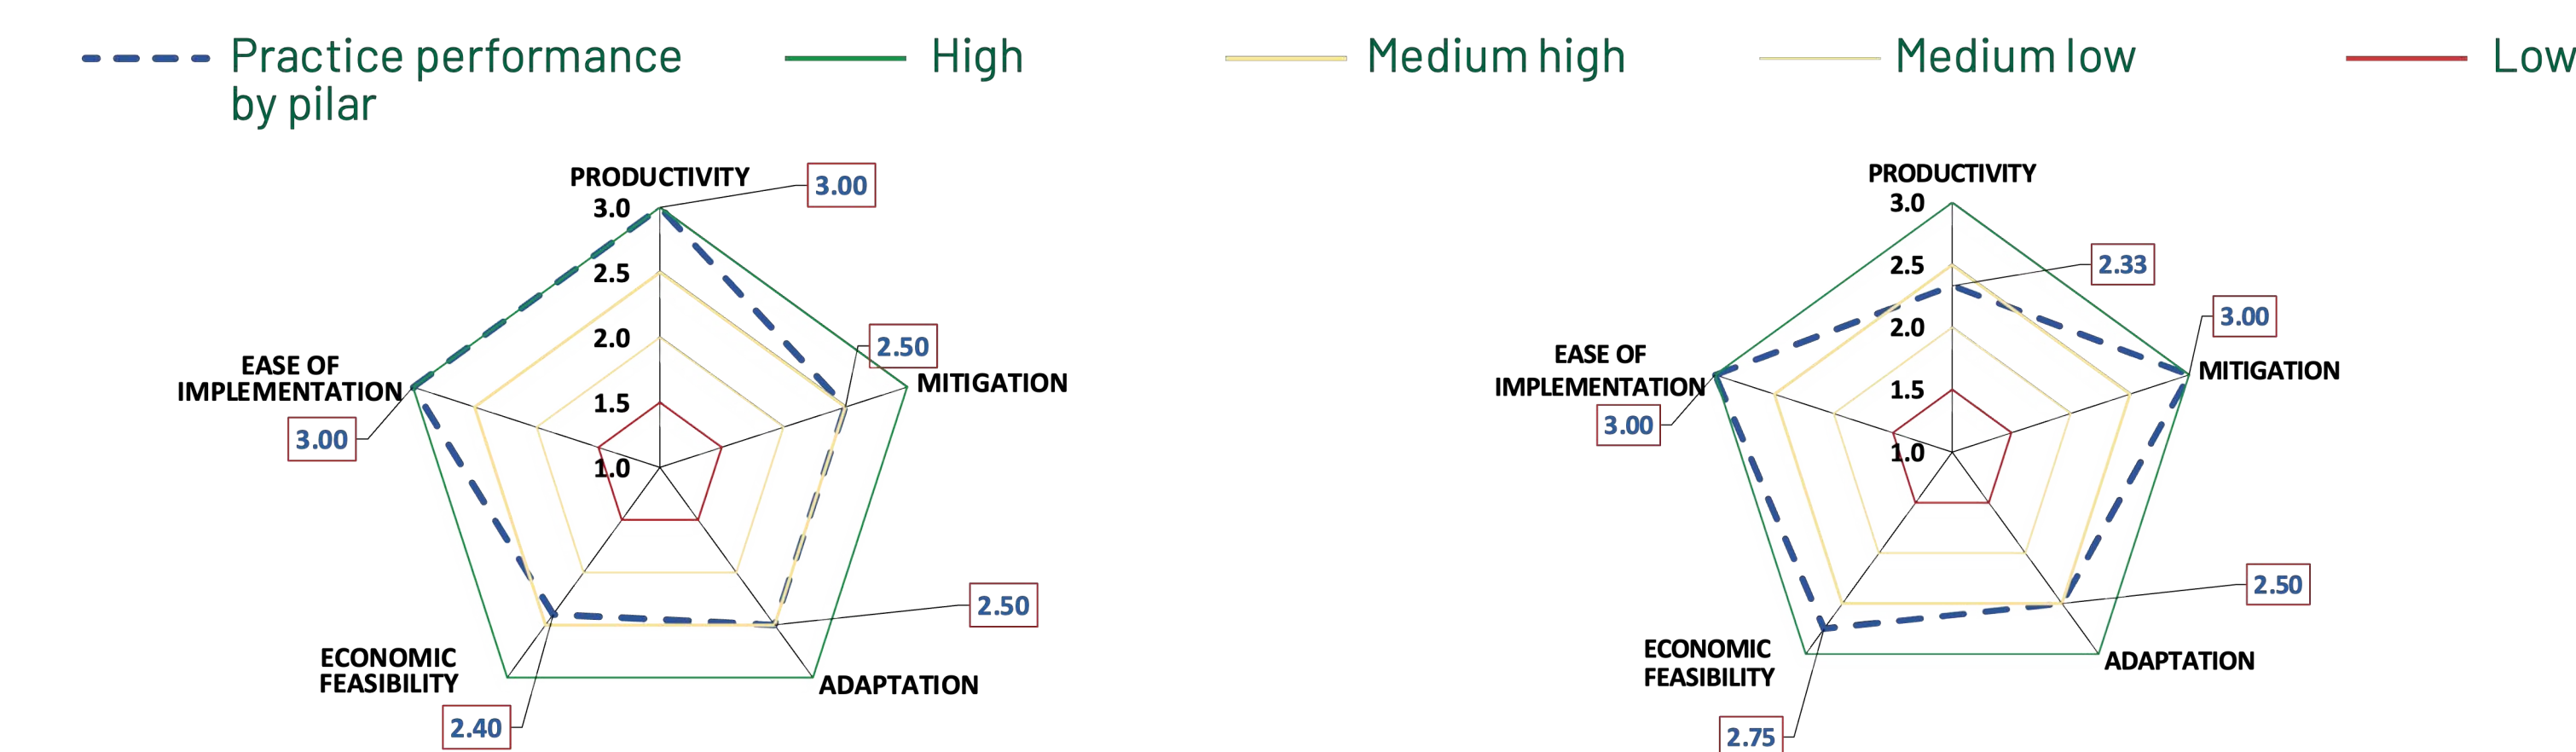 Practice performance
by pilar
High
Medium high
Medium low
Low
PRODUCTIVITY
3.00
3.0
2.5
2.0
1.5
1.0
2.50
MITIGATION
EASE OF
IMPLEMENTATION
3.00
2.50
ECONOMIC
FEASIBILITY
ADAPTATION
2.40
PRODUCTIVITY
3.0
2.5
2.0
1.5
1.0
2.33
3.00
MITIGATION
EASE OF
IMPLEMENTATION
3.00
2.50
ECONOMIC
FEASIBILITY
ADAPTATION
2.75